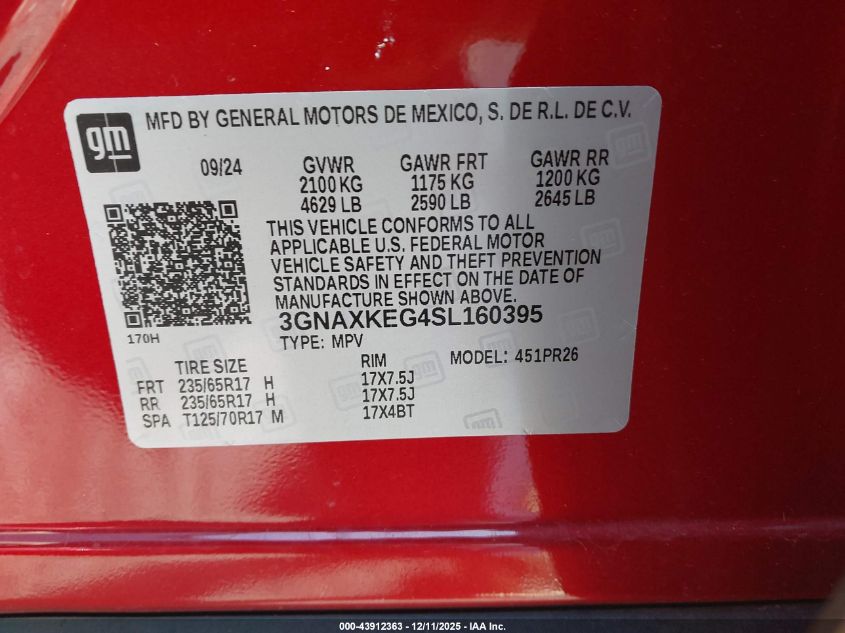 gm
MFD BY GENERAL MOTORS DE MEXICO, S. DE R.L. DE C.V.
09/24 GVWR GAWR FRT GAWR RR
2100 KG 1175 KG 1200 KG
4629 LB 2590 LB 2645 LB
THIS VEHICLE CONFORMS TO ALL
APPLICABLE U.S. FEDERAL MOTOR
VEHICLE SAFETY AND THEFT PREVENTION
STANDARDS IN EFFECT ON THE DATE OF
MANUFACTURE SHOWN ABOVE.
3GNAXKEG4SL160395
170H TYPE: MPV MODEL: 451PR26
TIRE SIZE RIM
FRT 235/65R17 H 17X7.5J
RR 235/65R17 H 17X7.5J
SPA T125/70R17 M 17X4BT
000-43912363 - 12/11/2025 - IAA Inc.